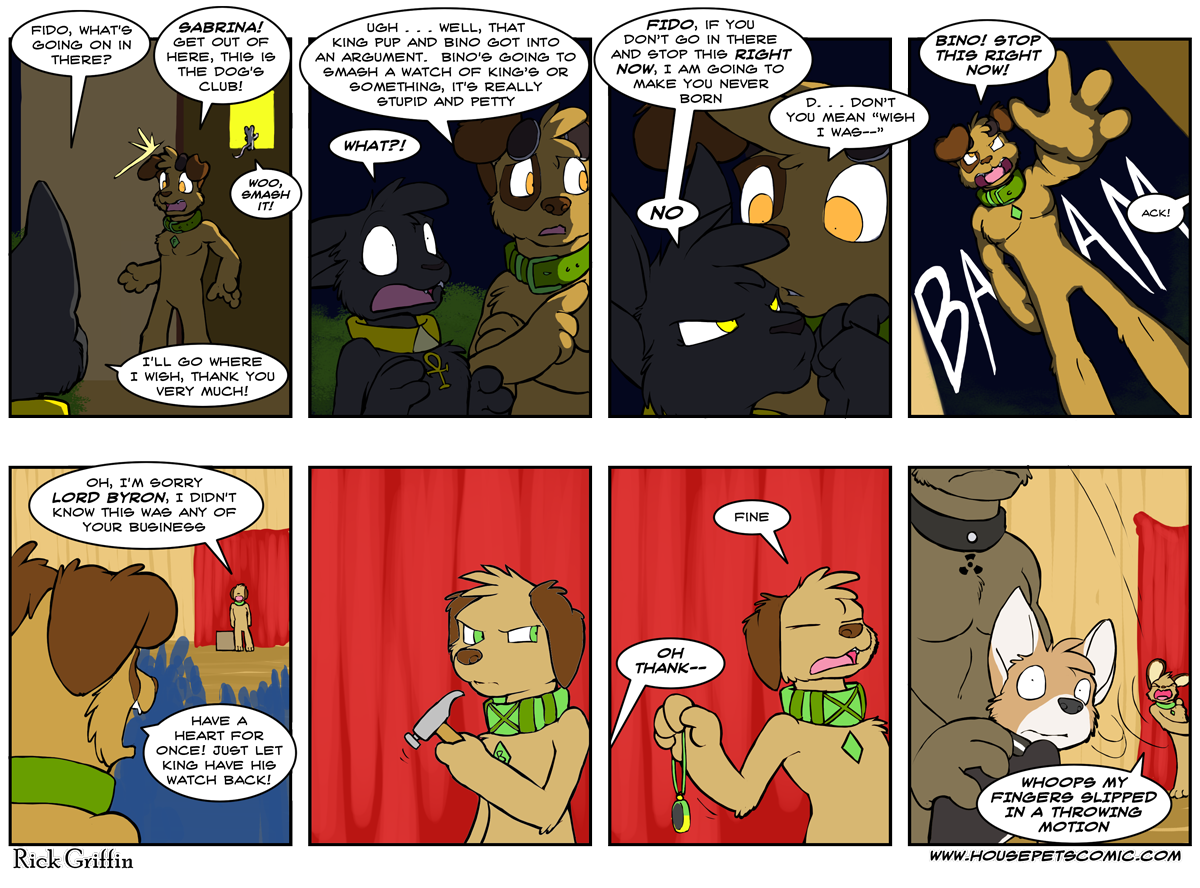 FIDO, WHAT'S
GOING ON IN
THERE?
SABRINA!
GET OUT OF
HERE, THIS IS
THE DOG'S
CLUB!
WOO,
SMASH
IT!
I'LL GO WHERE
I WISH, THANK YOU
VERY MUCH!
UGH . . . WELL, THAT
KING PUP AND BINO GOT INTO
AN ARGUMENT. BINO'S GOING TO
SMASH A WATCH OF KING'S OR
SOMETHING, IT'S REALLY
STUPID AND PETTY
WHAT?!
FIDO, IF YOU
DON'T GO IN THERE
AND STOP THIS RIGHT
NOW, I AM GOING TO
MAKE YOU NEVER
BORN
D. . . DON'T
YOU MEAN "WISH
I WAS--"
NO
BINO! STOP
THIS RIGHT
NOW!
BAM
ACK!
OH, I'M SORRY
LORD BYRON, I DIDN'T
KNOW THIS WAS ANY OF
YOUR BUSINESS
HAVE A
HEART FOR
ONCE! JUST LET
KING HAVE HIS
WATCH BACK!
FINE
OH
THANK--
WHOOPS MY
FINGERS SLIPPED
IN A THROWING
MOTION
Rick Griffin
WWW.HOUSEPETSCOMIC.COM